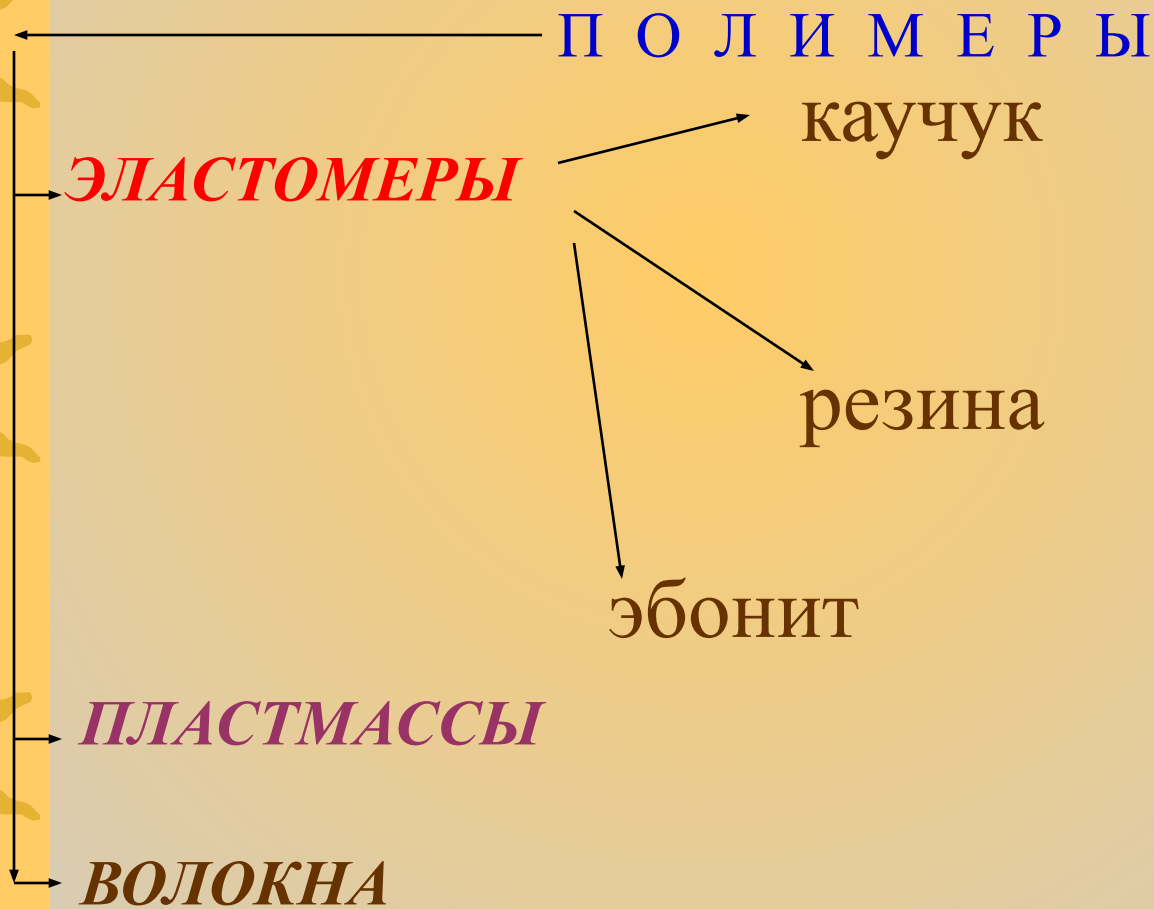 П О Л И М Е Р Ы
каучук
ЭЛАСТОМЕРЫ
резина
эбонит
ПЛАСТМАССЫ
ВОЛОКНА